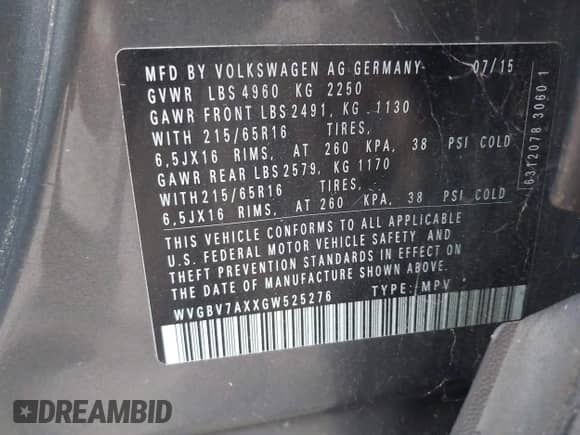 MFD BY VOLKSWAGEN AG GERMANY 07/15
GVWR LBS 4960 KG 2250
GAWR FRONT LBS 2491, KG 1130
WITH 215/65R16 TIRES,
6,5JX16 RIMS, AT 260 KPA, 38 PSI COLD
GAWR REAR LBS 2579, KG 1170
WITH 215/65R16 TIRES,
6,5JX16 RIMS, AT 260 KPA, 38 PSI COLD
THIS VEHICLE CONFORMS TO ALL APPLICABLE
U.S. FEDERAL MOTOR VEHICLE SAFETY AND
THEFT PREVENTION STANDARDS IN EFFECT ON
THE DATE OF MANUFACTURE SHOWN ABOVE.
WVGBV7AXXGW525276 TYPE: MPV
63T2078 3060 1
DREAMBID